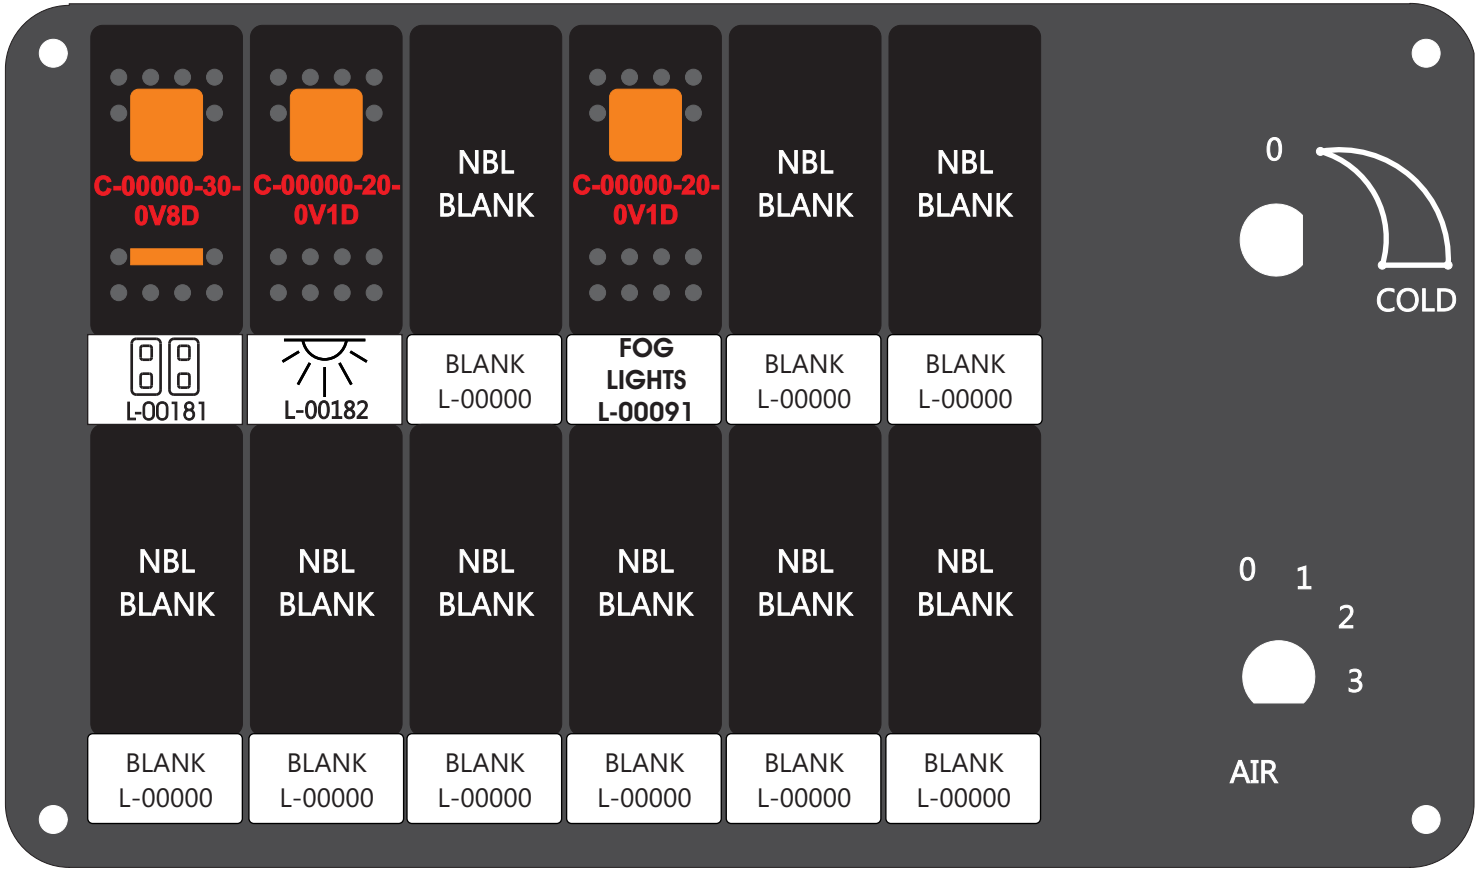 C-00000-30-
0V8D
C-00000-20-
0V1D
NBL
BLANK
C-00000-20-
0V1D
NBL
BLANK
NBL
BLANK
L-00181
L-00182
BLANK
L-00000
FOG
LIGHTS
L-00091
BLANK
L-00000
BLANK
L-00000
NBL
BLANK
NBL
BLANK
NBL
BLANK
NBL
BLANK
NBL
BLANK
NBL
BLANK
BLANK
L-00000
BLANK
L-00000
BLANK
L-00000
BLANK
L-00000
BLANK
L-00000
BLANK
L-00000
0
COLD
0
1
2
3
AIR